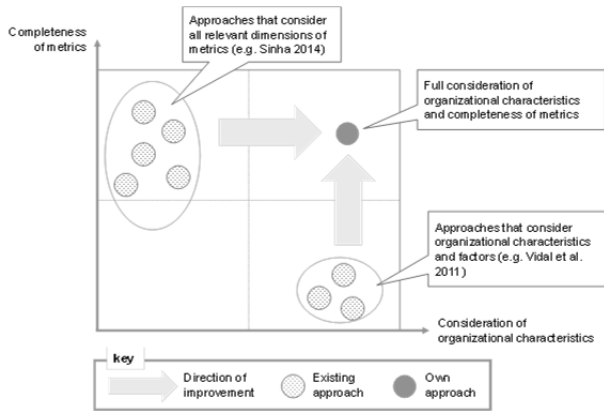 Completeness
of metrics
Approaches that consider
all relevant dimensions of
metrics (e.g. Sinha 2014)
Full consideration of
organizational characteristics
and completeness of metrics
Approaches that consider
organizational characteristics
and factors (e.g. Vidal et al.
2011)
Consideration of
organizational characteristics
key
Direction of
improvement
Existing
approach
Own
approach